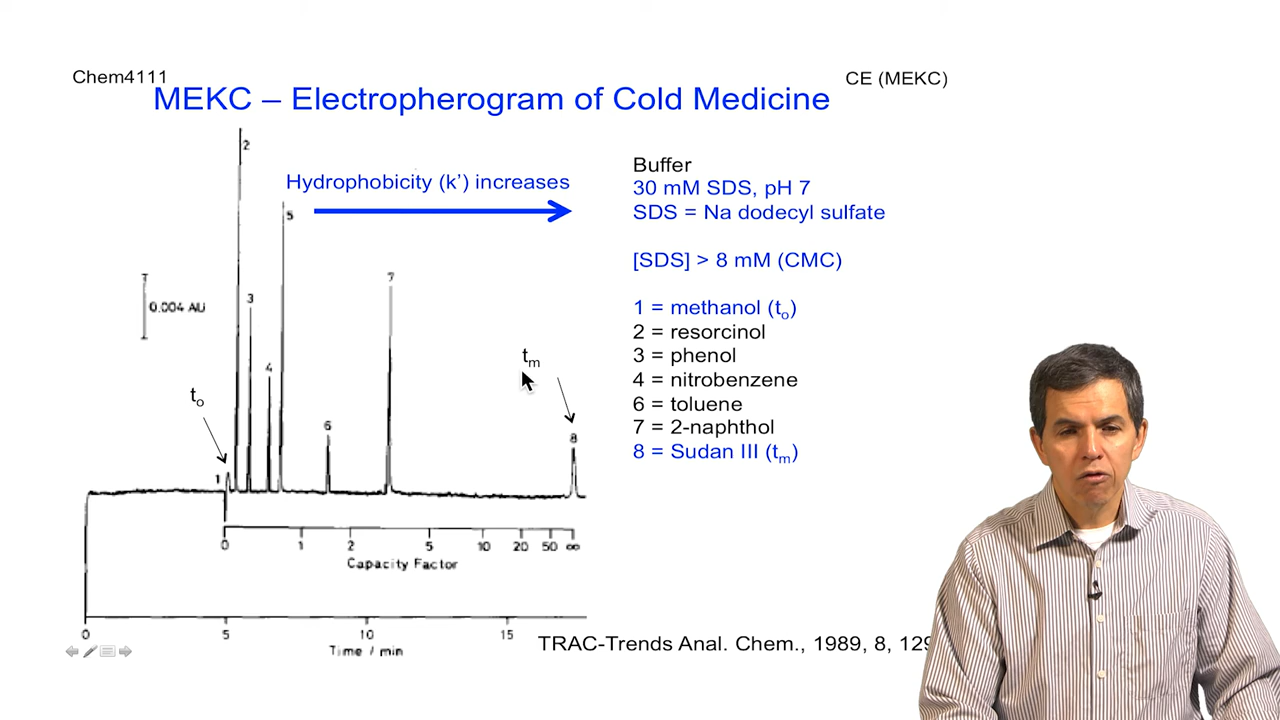 Chem4111
CE (MEKC)
MEKC – Electropherogram of Cold Medicine
2
Hydrophobicity (k’) increases
5
3
0.004 AU
4
7
6
to
1
tm
8
0 1 2 5 10 20 50 ∞
Capacity Factor
0 5 10 15
Time / min
Buffer
30 mM SDS, pH 7
SDS = Na dodecyl sulfate
[SDS] > 8 mM (CMC)
1 = methanol (to)
2 = resorcinol
3 = phenol
4 = nitrobenzene
6 = toluene
7 = 2-naphthol
8 = Sudan III (tm)
TRAC-Trends Anal. Chem., 1989, 8, 129